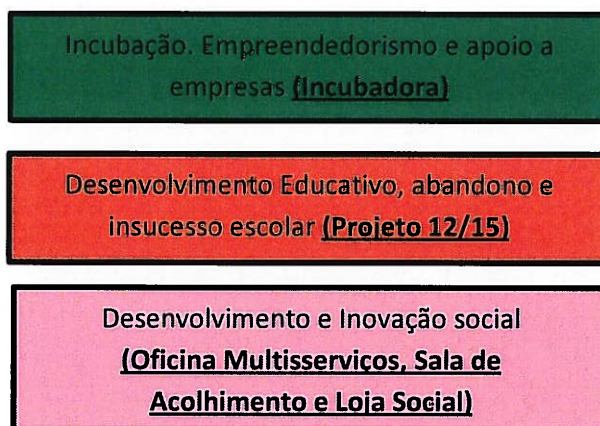 Incubação. Empreendedorismo e apoio a
empresas (Incubadora)
Desenvolvimento Educativo, abandono e
insucesso escolar (Projeto 12/15)
Desenvolvimento e Inovação social
(Oficina Multisserviços, Sala de
Acolhimento e Loja Social)